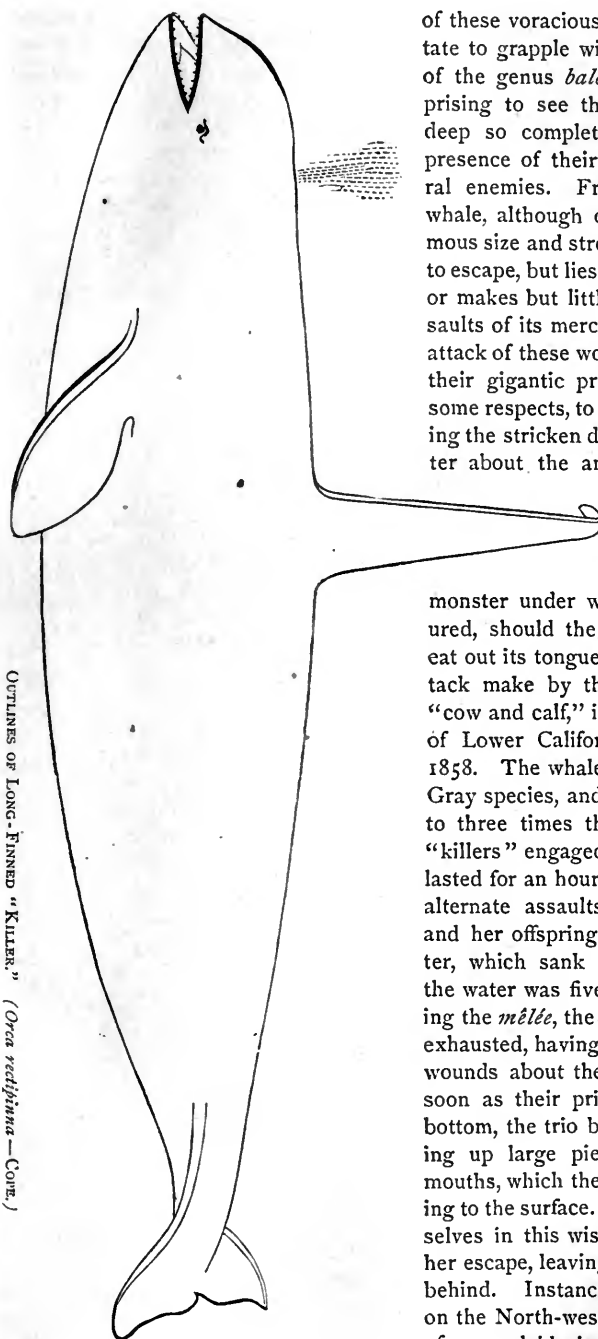 of these voracious
tate to grapple wi
of the genus bal
prising to see th
deep so complet
presence of their
ral enemies. Fr
whale, although
mous size and stre
to escape, but lies
or makes but littl
saults of its merc
attack of these wo
their gigantic pr
some respects, to
ing the stricken d
ter about the an
monster under w
ured, should the
eat out its tongue
tack make by th
“cow and calf,” i
of Lower Califor
1858. The whale
Gray species, and
to three times th
“killers” engaged
lasted for an hour
alternate assaults
and her offspring
ter, which sank
the water was five
ing the mêlée, the
exhausted, having
wounds about the
soon as their pri
bottom, the trio b
ing up large pie
mouths, which the
ing to the surface.
selves in this wis
her escape, leaving
behind. Instanc
on the North-wes
OUTLINES OF LONG-FINNED “KILLER.” (Orca rectipinna—COPE.)